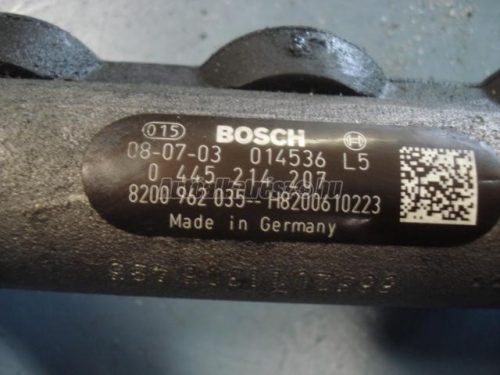 015 BOSCH
08-07-03 014536 L5
0 445 214 207
8200 962 035-- H8200610223
Made in Germany